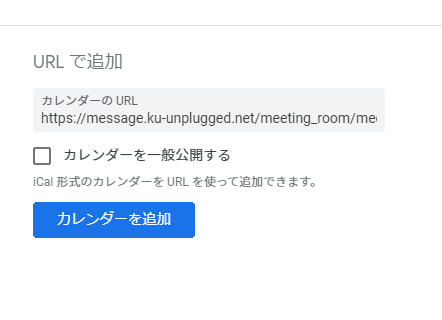 URL で追加
カレンダーの URL
https://message.ku-unplugged.net/meeting_room/mee
カレンダーを一般公開する
iCal 形式のカレンダーを URL を使って追加できます。
カレンダーを追加